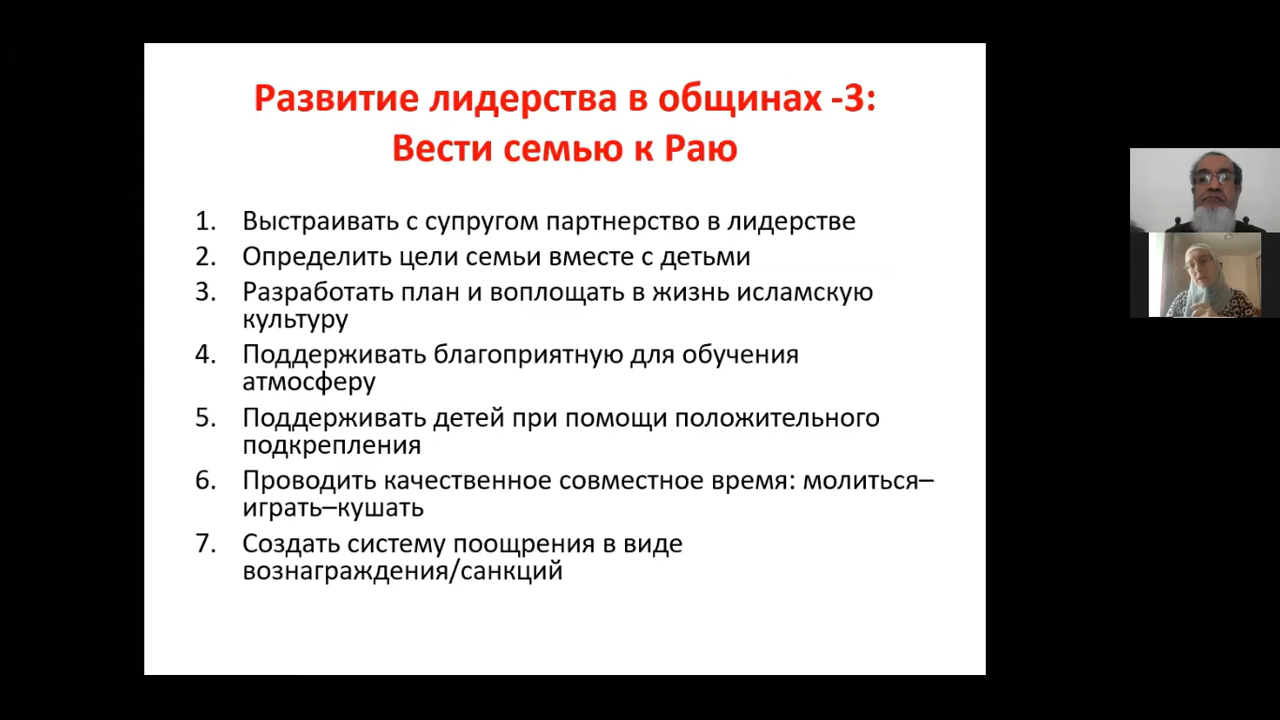 Развитие лидерства в общинах -3:
Вести семью к Раю
1. Выстраивать с супругом партнерство в лидерстве
2. Определить цели семьи вместе с детьми
3. Разработать план и воплощать в жизнь исламскую
культуру
4. Поддерживать благоприятную для обучения
атмосферу
5. Поддерживать детей при помощи положительного
подкрепления
6. Проводить качественное совместное время: молиться–
играть–кушать
7. Создать систему поощрения в виде
вознаграждения/санкций